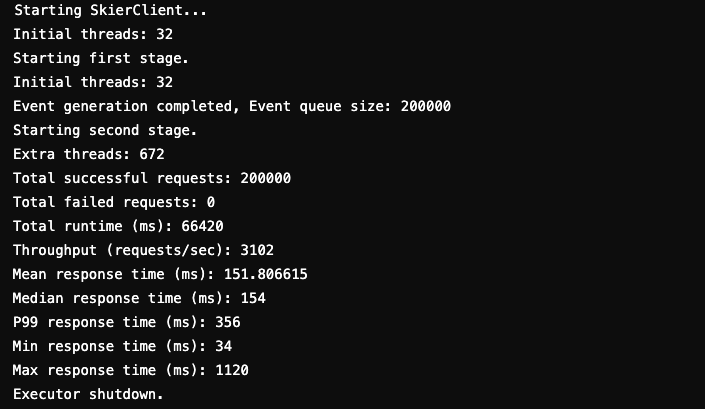 Starting SkierClient...
Initial threads: 32
Starting first stage.
Initial threads: 32
Event generation completed, Event queue size: 200000
Starting second stage.
Extra threads: 672
Total successful requests: 200000
Total failed requests: 0
Total runtime (ms): 66420
Throughput (requests/sec): 3102
Mean response time (ms): 151.806615
Median response time (ms): 154
P99 response time (ms): 356
Min response time (ms): 34
Max response time (ms): 1120
Executor shutdown.